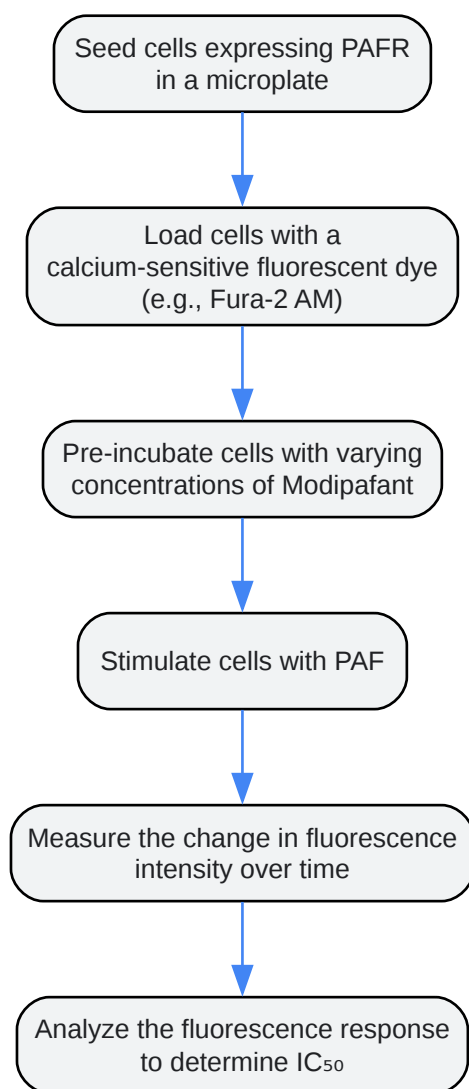 Seed cells expressing PAFR
in a microplate
Load cells with a
calcium-sensitive fluorescent dye
(e.g., Fura-2 AM)
Pre-incubate cells with varying
concentrations of Modipafant
Stimulate cells with PAF
Measure the change in fluorescence
intensity over time
Analyze the fluorescence response
to determine IC₅₀